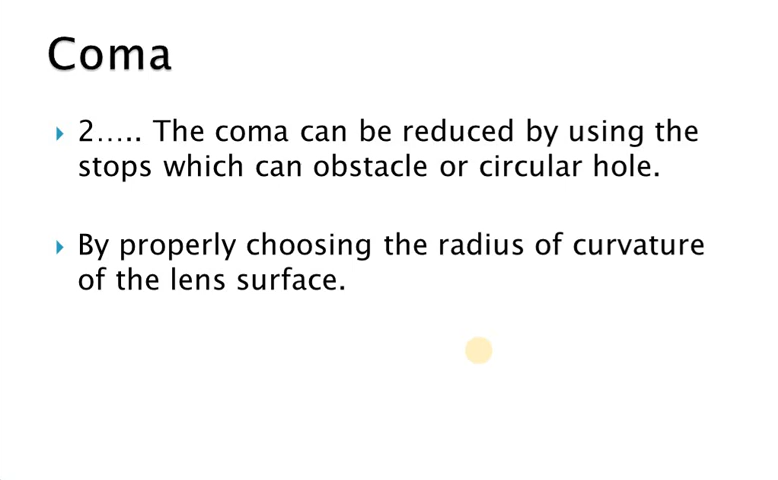 Coma
2..... The coma can be reduced by using the
stops which can obstacle or circular hole.
By properly choosing the radius of curvature
of the lens surface.